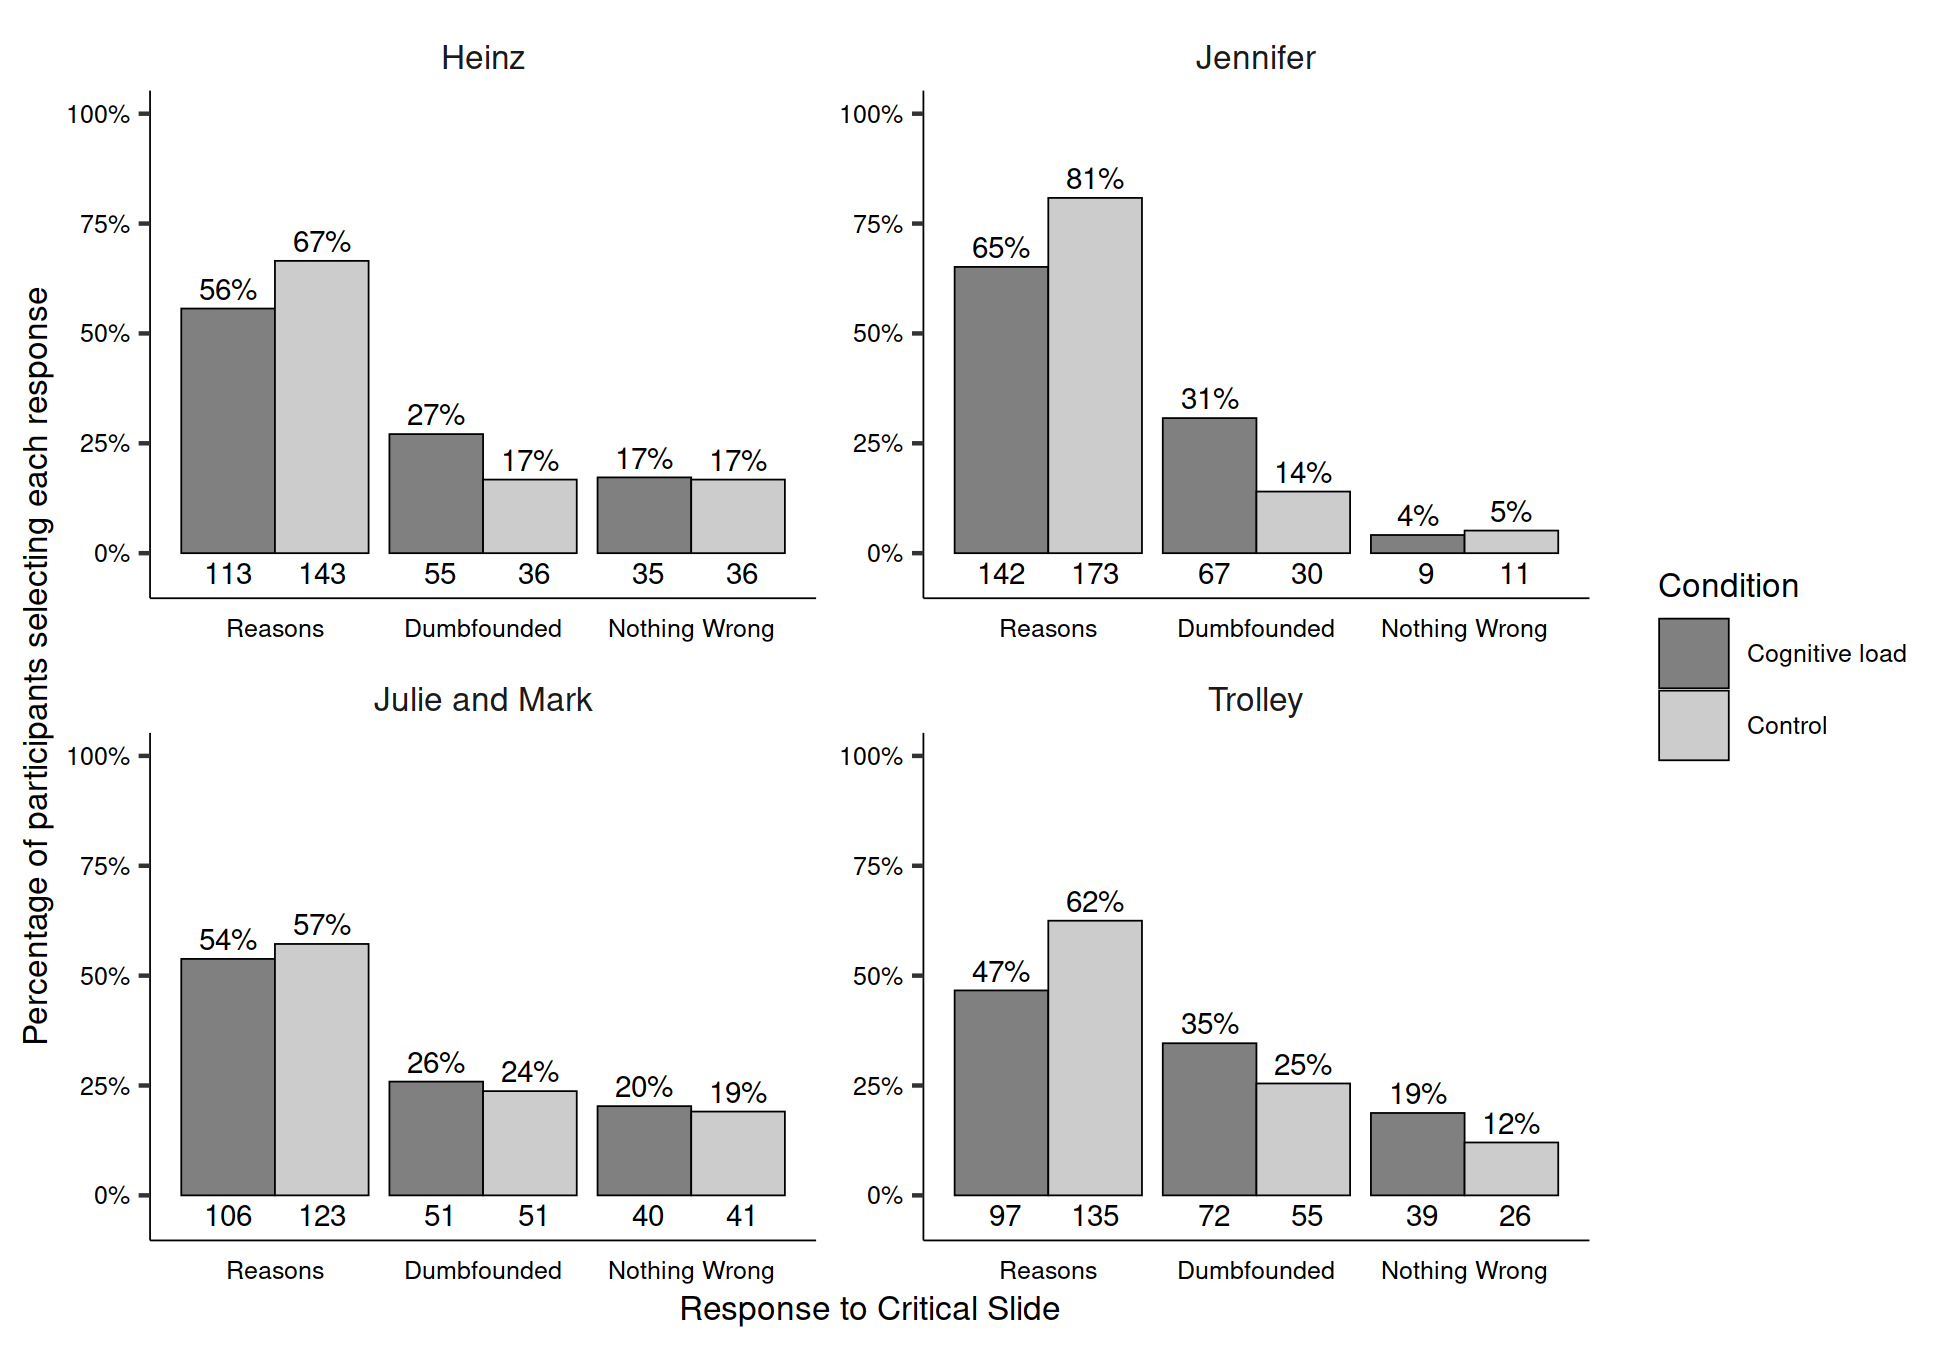 Heinz
100%
75%
50%
25%
0%
56%
67%
27%
17%
17%
17%
113 143 55 36 35 36
Reasons Dumbfounded Nothing Wrong
Jennifer
100%
75%
50%
25%
0%
65%
81%
31%
14%
4%
5%
142 173 67 30 9 11
Reasons Dumbfounded Nothing Wrong
Julie and Mark
100%
75%
50%
25%
0%
54%
57%
26%
24%
20%
19%
106 123 51 51 40 41
Reasons Dumbfounded Nothing Wrong
Trolley
100%
75%
50%
25%
0%
47%
62%
35%
25%
19%
12%
97 135 72 55 39 26
Reasons Dumbfounded Nothing Wrong
Percentage of participants selecting each response
Response to Critical Slide
Condition
Cognitive load
Control